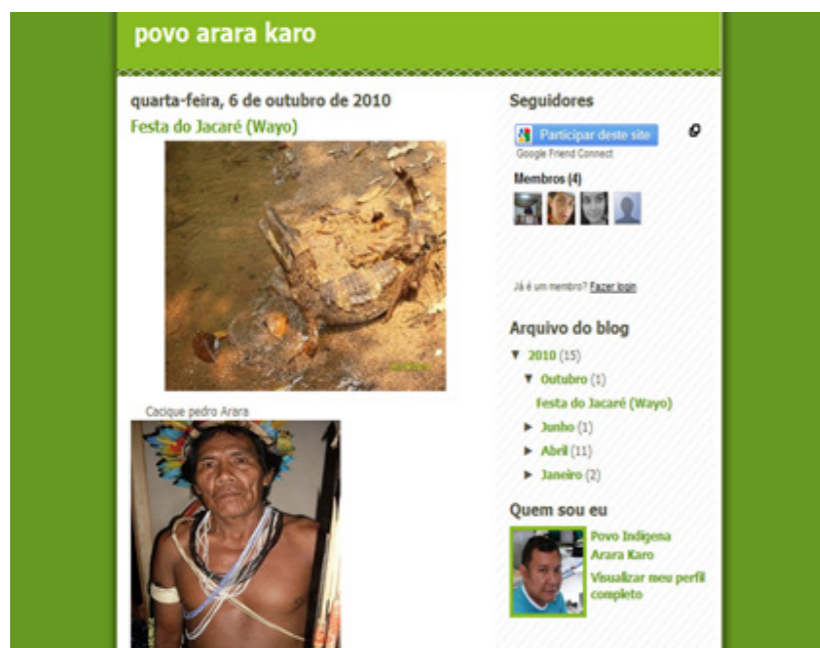 povo arara karo
quarta-feira, 6 de outubro de 2010
Festa do Jacaré (Wayo)
Cacique pedro Arara
Seguidores
Participar deste site
Google Friend Connect
Membros (4)
Já é um membro? Fazer login
Arquivo do blog
▼ 2010 (15)
▼ Outubro (1)
Festa do Jacaré (Wayo)
► Junho (1)
► Abril (11)
► Janeiro (2)
Quem sou eu
Povo Indígena
Arara Karo
Visualizar meu perfil
completo